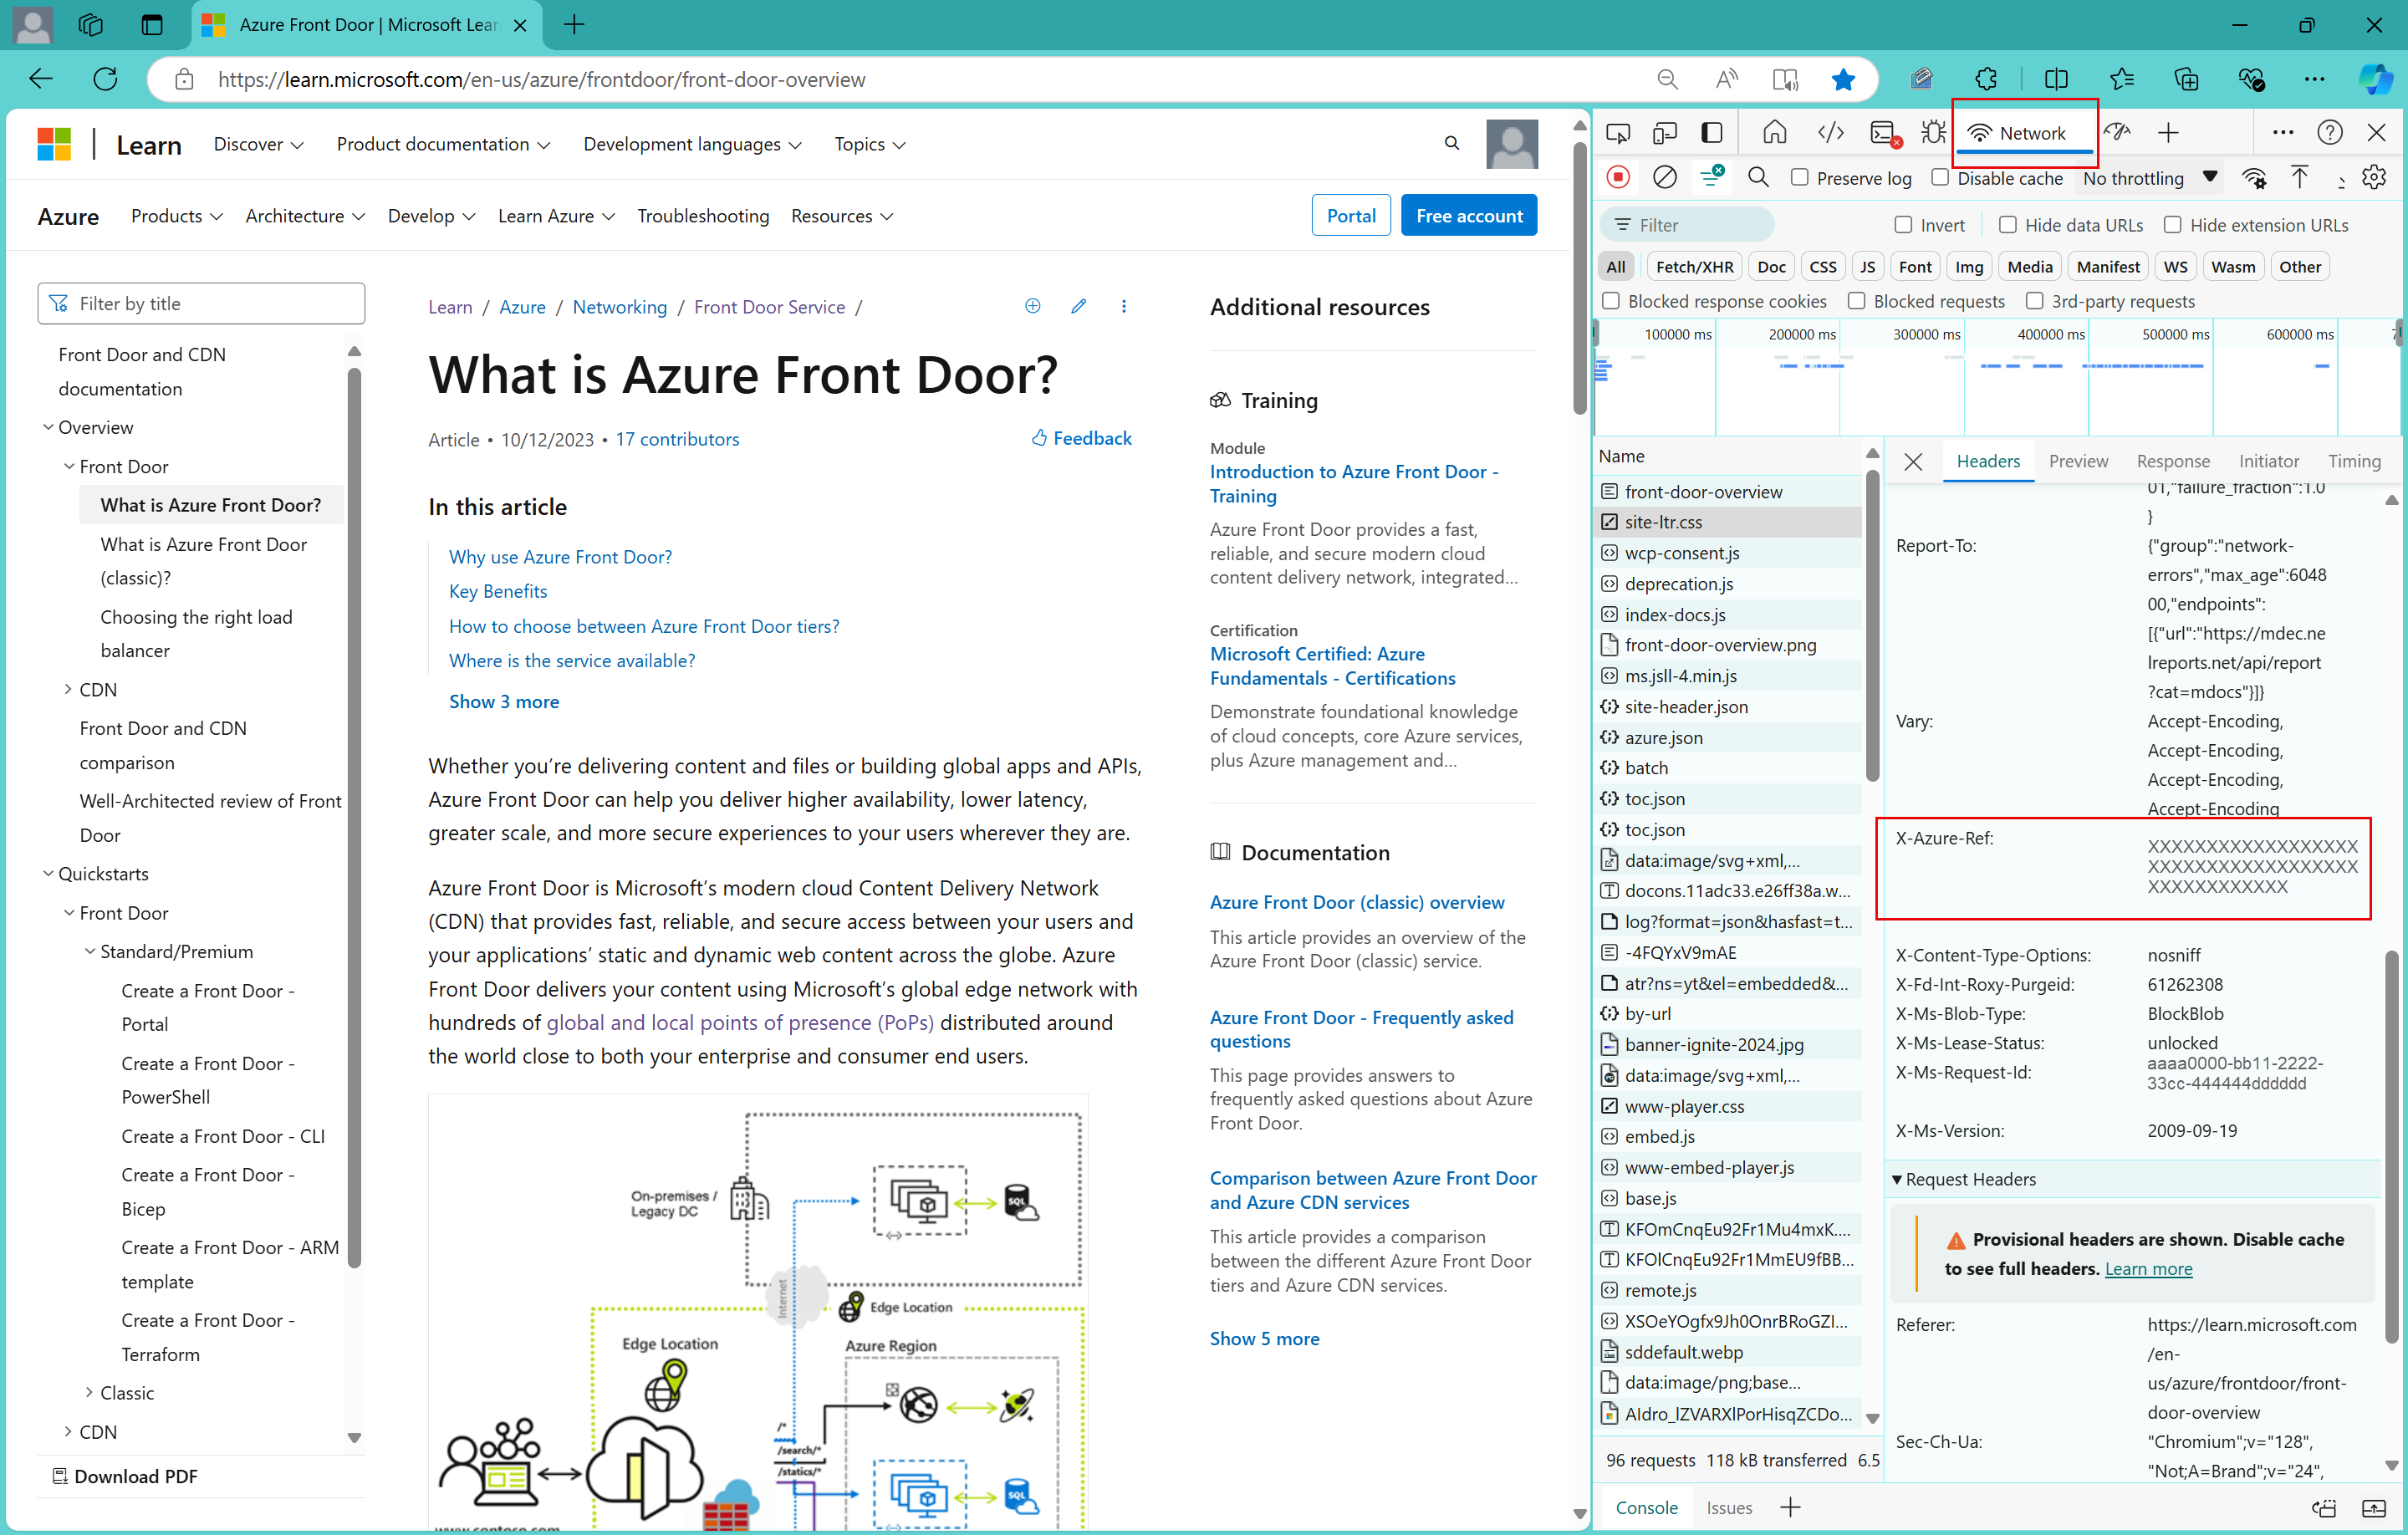 Azure Front Door | Microsoft Lear
https://learn.microsoft.com/en-us/azure/frontdoor/front-door-overview
Learn
Discover
Product documentation
Development languages
Topics
Azure
Products
Architecture
Develop
Learn Azure
Troubleshooting
Resources
Portal
Free account
Filter by title
Front Door and CDN
documentation
Overview
Front Door
What is Azure Front Door?
What is Azure Front Door
(classic)?
Choosing the right load
balancer
CDN
Front Door and CDN
comparison
Well-Architected review of Front
Door
Quickstarts
Front Door
Standard/Premium
Create a Front Door -
Portal
Create a Front Door -
PowerShell
Create a Front Door - CLI
Create a Front Door -
Bicep
Create a Front Door - ARM
template
Create a Front Door -
Terraform
Classic
CDN
Download PDF
Learn / Azure / Networking / Front Door Service /
What is Azure Front Door?
Article • 10/12/2023 • 17 contributors
Feedback
In this article
Why use Azure Front Door?
Key Benefits
How to choose between Azure Front Door tiers?
Where is the service available?
Show 3 more
Whether you’re delivering content and files or building global apps and APIs,
Azure Front Door can help you deliver higher availability, lower latency,
greater scale, and more secure experiences to your users wherever they are.
Azure Front Door is Microsoft’s modern cloud Content Delivery Network
(CDN) that provides fast, reliable, and secure access between your users and
your applications’ static and dynamic web content across the globe. Azure
Front Door delivers your content using Microsoft’s global edge network with
hundreds of global and local points of presence (PoPs) distributed around
the world close to both your enterprise and consumer end users.
On-premises /
Legacy DC
SQL
Internet
Edge Location
Edge Location
Azure Region
/*
/search/*
/statics/*
SQL
www.contoso.com
Additional resources
Training
Module
Introduction to Azure Front Door -
Training
Azure Front Door provides a fast,
reliable, and secure modern cloud
content delivery network, integrated...
Certification
Microsoft Certified: Azure
Fundamentals - Certifications
Demonstrate foundational knowledge
of cloud concepts, core Azure services,
plus Azure management and...
Documentation
Azure Front Door (classic) overview
This article provides an overview of the
Azure Front Door (classic) service.
Azure Front Door - Frequently asked
questions
This page provides answers to
frequently asked questions about Azure
Front Door.
Comparison between Azure Front Door
and Azure CDN services
This article provides a comparison
between the different Azure Front Door
tiers and Azure CDN services.
Show 5 more
Network
Preserve log
Disable cache
No throttling
Filter
Invert
Hide data URLs
Hide extension URLs
All
Fetch/XHR
Doc
CSS
JS
Font
Img
Media
Manifest
WS
Wasm
Other
Blocked response cookies
Blocked requests
3rd-party requests
100000 ms
200000 ms
300000 ms
400000 ms
500000 ms
600000 ms
Name
front-door-overview
site-ltr.css
wcp-consent.js
deprecation.js
index-docs.js
front-door-overview.png
ms.jsll-4.min.js
site-header.json
azure.json
batch
toc.json
toc.json
data:image/svg+xml,...
docons.11adc33.e26ff38a.w...
log?format=json&hasfast=t...
-4FQYxV9mAE
atr?ns=yt&el=embedded&...
by-url
banner-ignite-2024.jpg
data:image/svg+xml,...
www-player.css
embed.js
www-embed-player.js
base.js
KFOmCnqEu92Fr1Mu4mxK....
KFOlCnqEu92Fr1MmEU9fBB...
remote.js
XSOeYOgfx9Jh0OnrBRoGZI...
sddefault.webp
data:image/png;base...
AIdro_lZVARXlPorHisqZCDo...
96 requests 118 kB transferred 6.5
Headers
Preview
Response
Initiator
Timing
01,"failure_fraction":1.0
}
Report-To:
{"group":"network-
errors","max_age":6048
00,"endpoints":
[{"url":"https://mdec.ne
lreports.net/api/report
?cat=mdocs"}]}
Vary:
Accept-Encoding,
Accept-Encoding,
Accept-Encoding,
Accept-Encoding
X-Azure-Ref:
XXXXXXXXXXXXXXXXXX
XXXXXXXXXXXXXXXXXX
XXXXXXXXXXXX
X-Content-Type-Options: nosniff
X-Fd-Int-Roxy-Purgeid: 61262308
X-Ms-Blob-Type: BlockBlob
X-Ms-Lease-Status: unlocked
X-Ms-Request-Id:
aaaa0000-bb11-2222-
33cc-444444dddddd
X-Ms-Version: 2009-09-19
Request Headers
Provisional headers are shown. Disable cache
to see full headers. Learn more
Referer:
https://learn.microsoft.com
/en-
us/azure/frontdoor/front-
door-overview
Sec-Ch-Ua:
"Chromium";v="128",
"Not;A=Brand";v="24",
Console
Issues